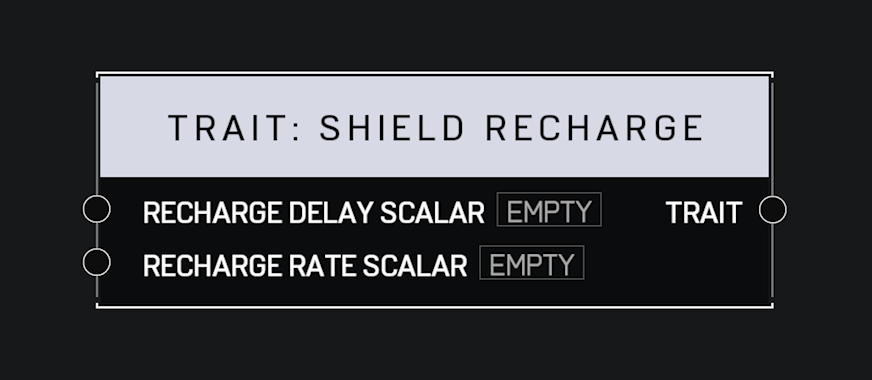 TRAIT: SHIELD RECHARGE
RECHARGE DELAY SCALAR EMPTY TRAIT
RECHARGE RATE SCALAR EMPTY